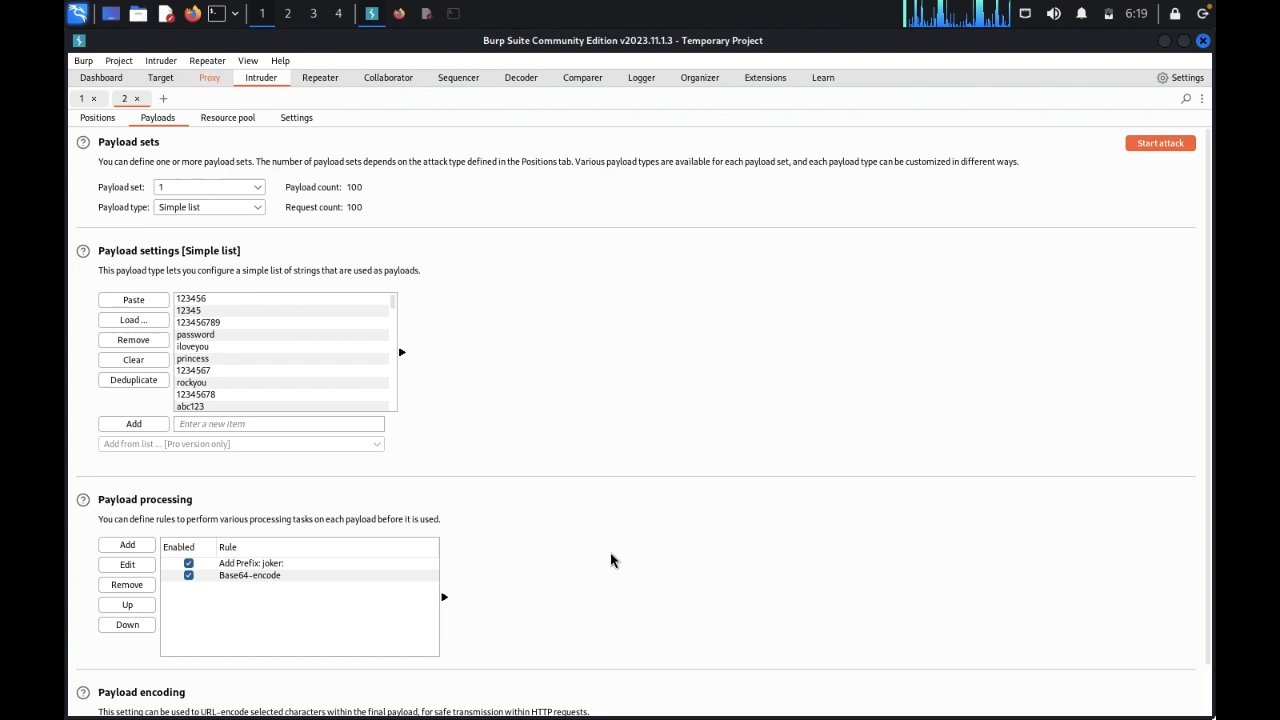 1 2 3 4 6:19
Burp Suite Community Edition v2023.11.1.3 - Temporary Project
Burp Project Intruder Repeater View Help
Dashboard Target Proxy Intruder Repeater Collaborator Sequencer Decoder Comparer Logger Organizer Extensions Learn Settings
1 × 2 × +
Positions Payloads Resource pool Settings
? Payload sets Start attack
You can define one or more payload sets. The number of payload sets depends on the attack type defined in the Positions tab. Various payload types are available for each payload set, and each payload type can be customized in different ways.
Payload set: 1 Payload count: 100
Payload type: Simple list Request count: 100
? Payload settings [Simple list]
This payload type lets you configure a simple list of strings that are used as payloads.
Paste 123456
12345
Load ... 123456789
password
Remove iloveyou
princess
Clear 1234567
rockyou
Deduplicate 12345678
abc123
Add Enter a new item
Add from list ... [Pro version only]
? Payload processing
You can define rules to perform various processing tasks on each payload before it is used.
Add Enabled Rule
Edit Add Prefix: joker:
Base64-encode
Remove
Up
Down
? Payload encoding
This setting can be used to URL-encode selected characters within the final payload, for safe transmission within HTTP requests.